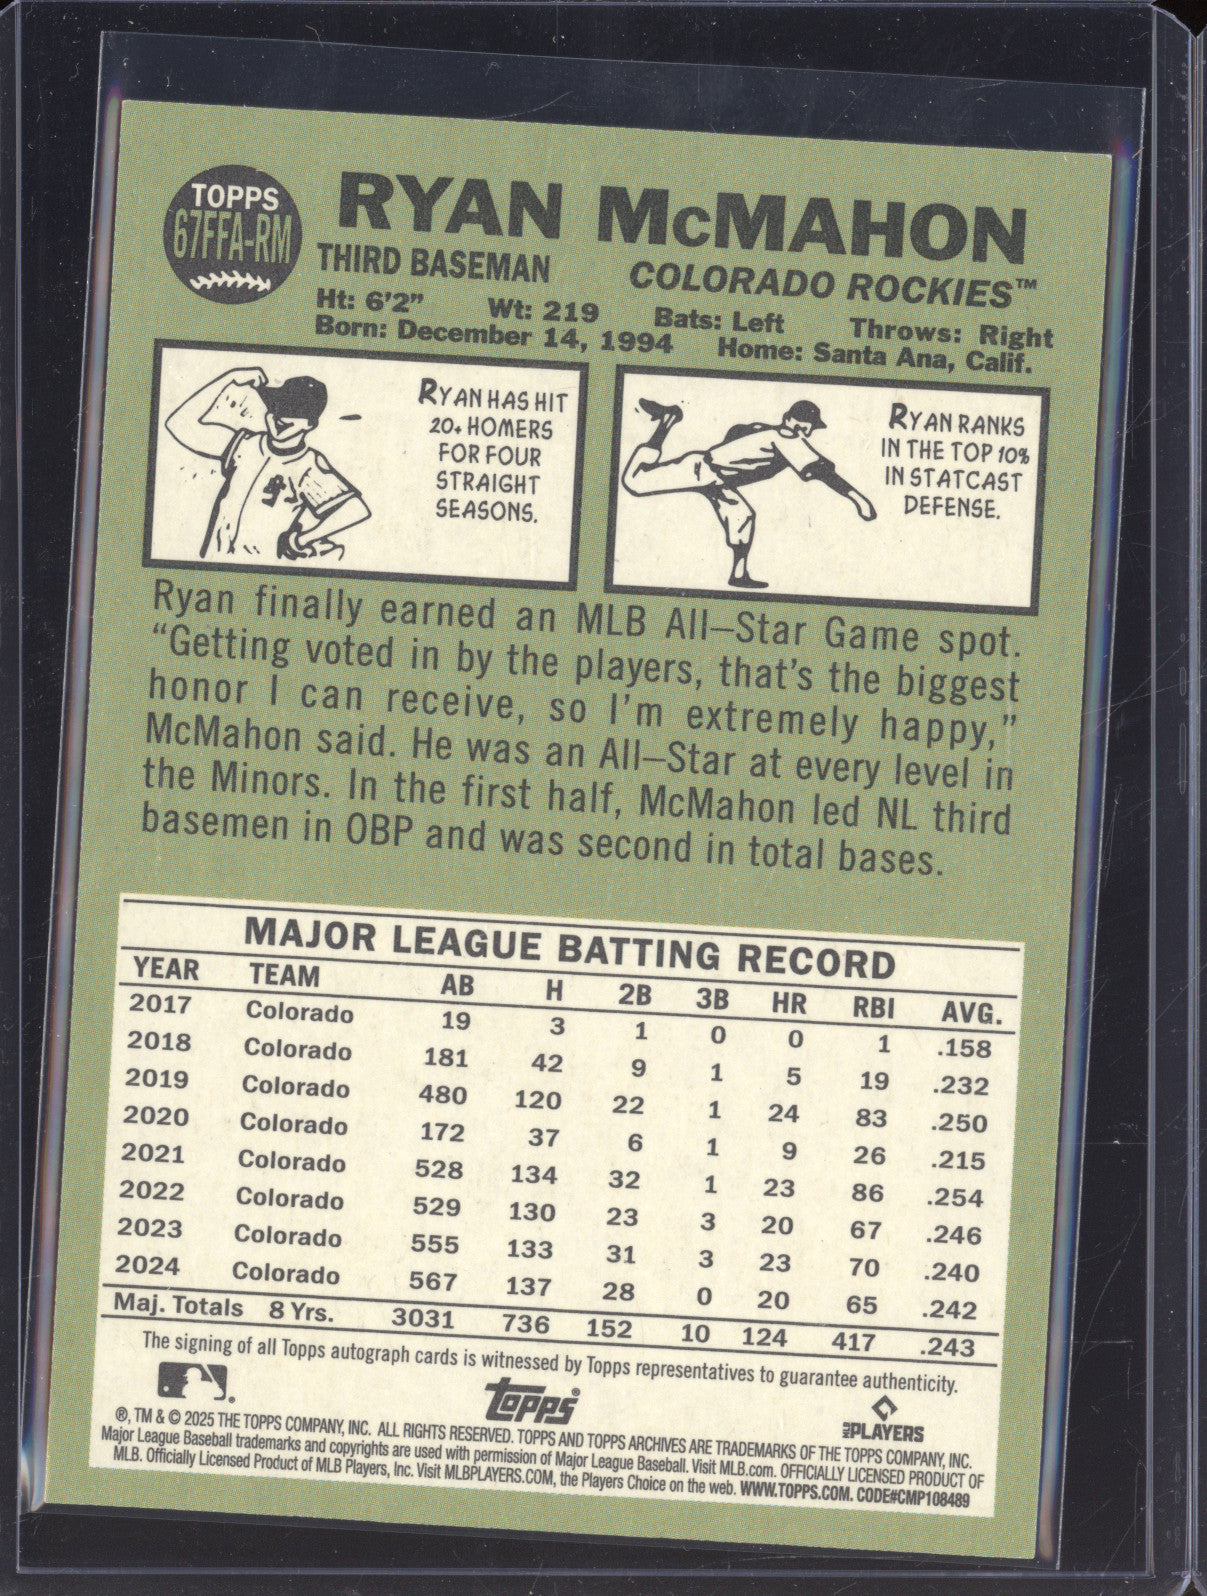 TOPPS
67FFA-RM
RYAN McMAHON
THIRD BASEMAN COLORADO ROCKIES™
Ht: 6'2" Wt: 219 Bats: Left Throws: Right
Born: December 14, 1994 Home: Santa Ana, Calif.
RYAN HAS HIT
20+ HOMERS
FOR FOUR
STRAIGHT
SEASONS.
RYAN RANKS
IN THE TOP 10%
IN STATCAST
DEFENSE.
Ryan finally earned an MLB All–Star Game spot.
“Getting voted in by the players, that's the biggest
honor I can receive, so I'm extremely happy,”
McMahon said. He was an All–Star at every level in
the Minors. In the first half, McMahon led NL third
basemen in OBP and was second in total bases.
MAJOR LEAGUE BATTING RECORD
YEAR TEAM AB H 2B 3B HR RBI AVG.
2017 Colorado 19 3 1 0 0 1 .158
2018 Colorado 181 42 9 1 5 19 .232
2019 Colorado 480 120 22 1 24 83 .250
2020 Colorado 172 37 6 1 9 26 .215
2021 Colorado 528 134 32 1 23 86 .254
2022 Colorado 529 130 23 3 20 67 .246
2023 Colorado 555 133 31 3 23 70 .240
2024 Colorado 567 137 28 0 20 65 .242
Maj. Totals 8 Yrs. 3031 736 152 10 124 417 .243
The signing of all Topps autograph cards is witnessed by Topps representatives to guarantee authenticity.
topps®
MLB PLAYERS
®, TM & © 2025 THE TOPPS COMPANY, INC. ALL RIGHTS RESERVED. TOPPS AND TOPPS ARCHIVES ARE TRADEMARKS OF THE TOPPS COMPANY, INC.
Major League Baseball trademarks and copyrights are used with permission of Major League Baseball. Visit MLB.com. OFFICIALLY LICENSED PRODUCT OF
MLB. Officially Licensed Product of MLB Players, Inc. Visit MLBPLAYERS.COM, the Players Choice on the web. WWW.TOPPS.COM. CODE#CMP108489